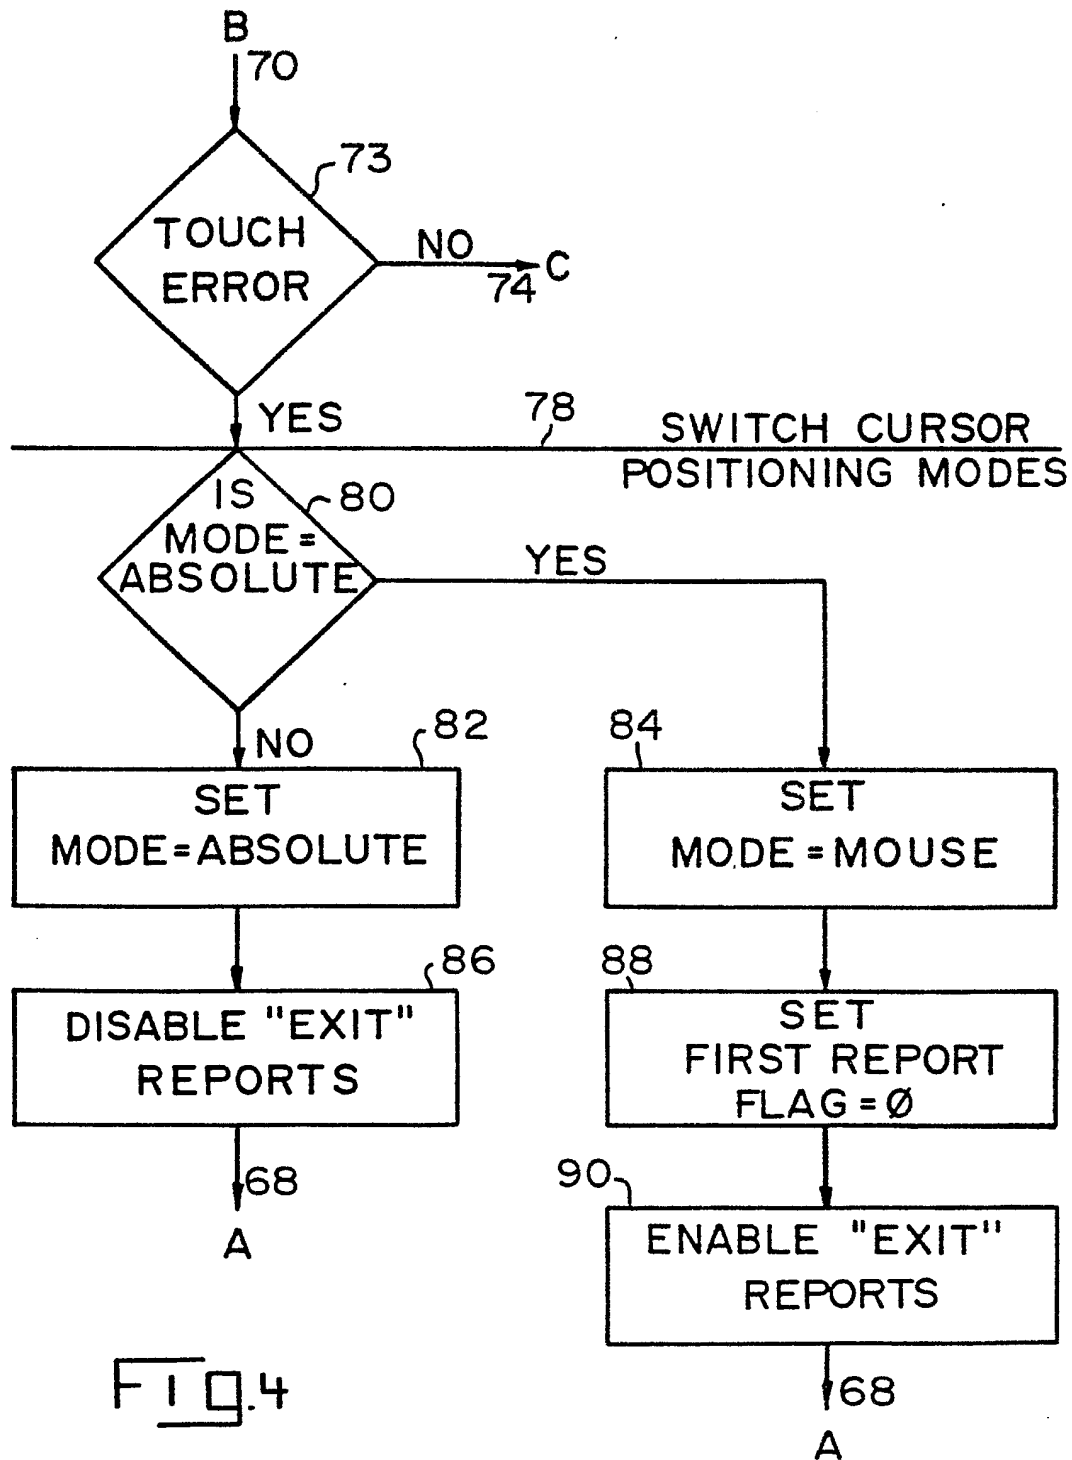 B
70
73
TOUCH
ERROR
NO
74
C
YES
78
SWITCH CURSOR
POSITIONING MODES
IS
MODE=
ABSOLUTE
80
YES
NO
82
SET
MODE=ABSOLUTE
84
SET
MODE=MOUSE
86
DISABLE "EXIT"
REPORTS
88
SET
FIRST REPORT
FLAG=Ø
68
A
90
ENABLE "EXIT"
REPORTS
68
A
Fig.4